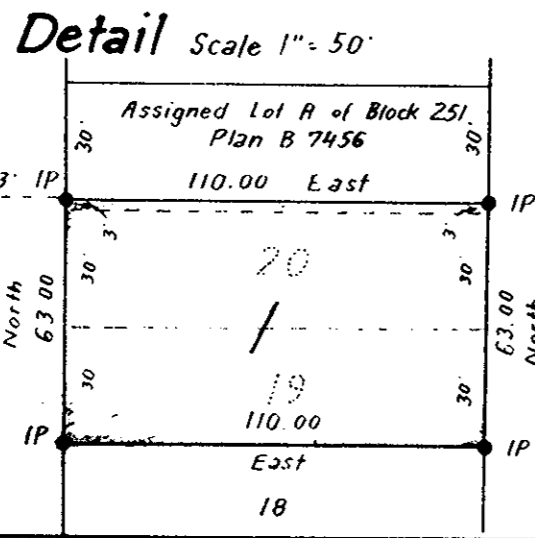 Detail Scale 1"= 50'
Assigned Lot A of Block 251
Plan B 7456
30'
30'
3' IP
110.00 East
IP
3'
3'
20
30'
30'
North
63.00
63.00
North
/
30
19
30'
110.00
IP
East
IP
18